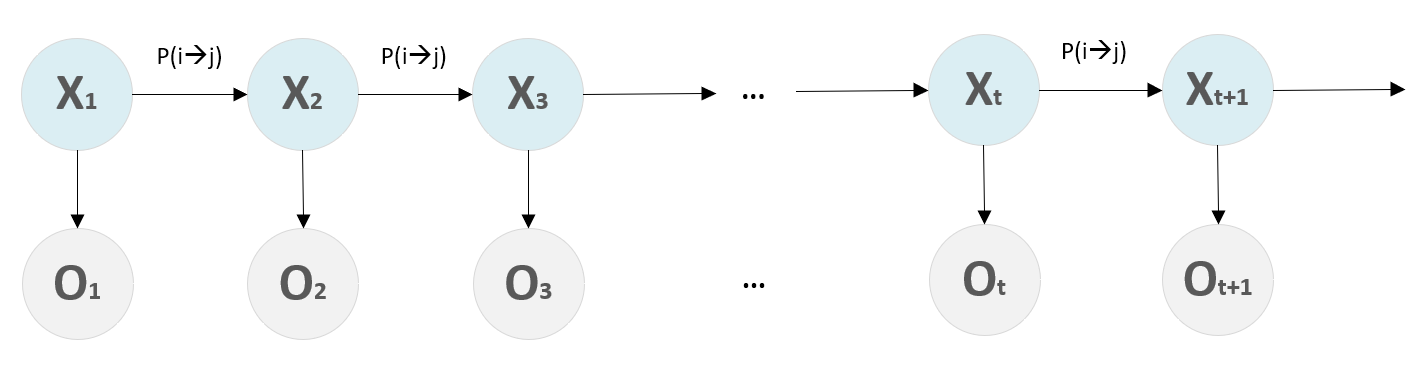 P(i→j) P(i→j) P(i→j)
X1 X2 X3 ... Xt Xt+1
O1 O2 O3 ... Ot Ot+1